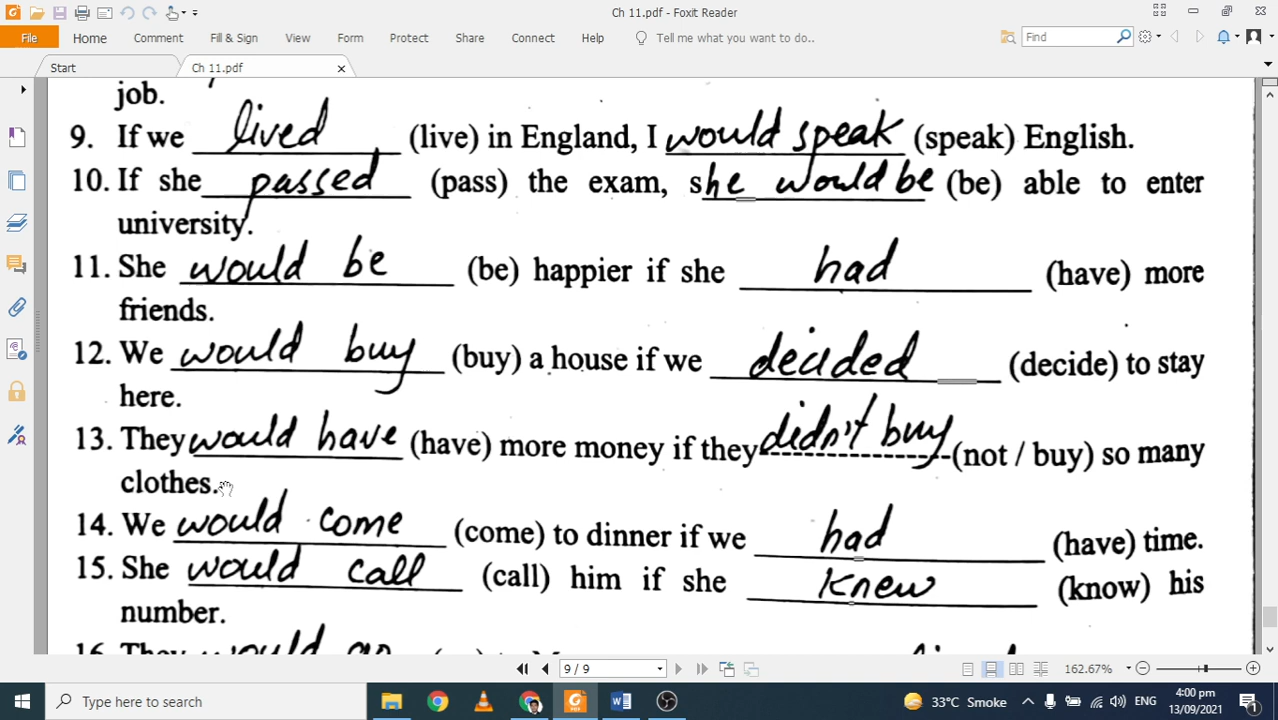 Ch 11.pdf - Foxit Reader
File Home Comment Fill & Sign View Form Protect Share Connect Help Tell me what you want to do.. Find
Start Ch 11.pdf
job.
9. If we lived (live) in England, I would speak (speak) English.
10. If she passed (pass) the exam, she would be (be) able to enter
university.
11. She would be (be) happier if she had (have) more
friends.
12. We would buy (buy) a house if we decided (decide) to stay
here.
13. They would have (have) more money if they didn't buy (not / buy) so many
clothes.
14. We would come (come) to dinner if we had (have) time.
15. She would call (call) him if she knew (know) his
number.
16. They would go
9 / 9 162.67%
Type here to search 33°C Smoke ENG 4:00 pm
13/09/2021